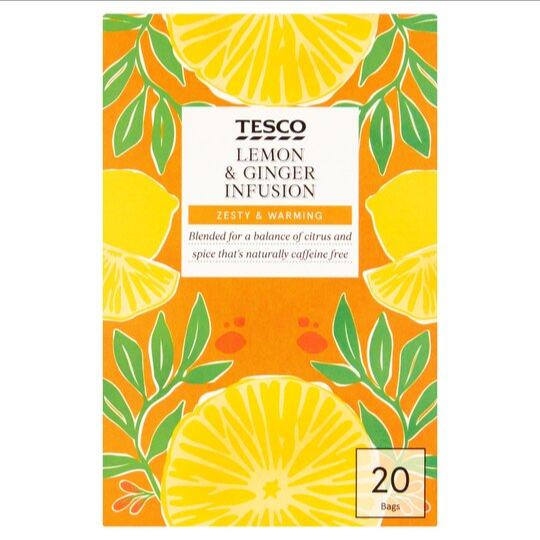 TESCO
LEMON
& GINGER
INFUSION
ZESTY & WARMING
Blended for a balance of citrus and
spice that's naturally caffeine free
20
Bags